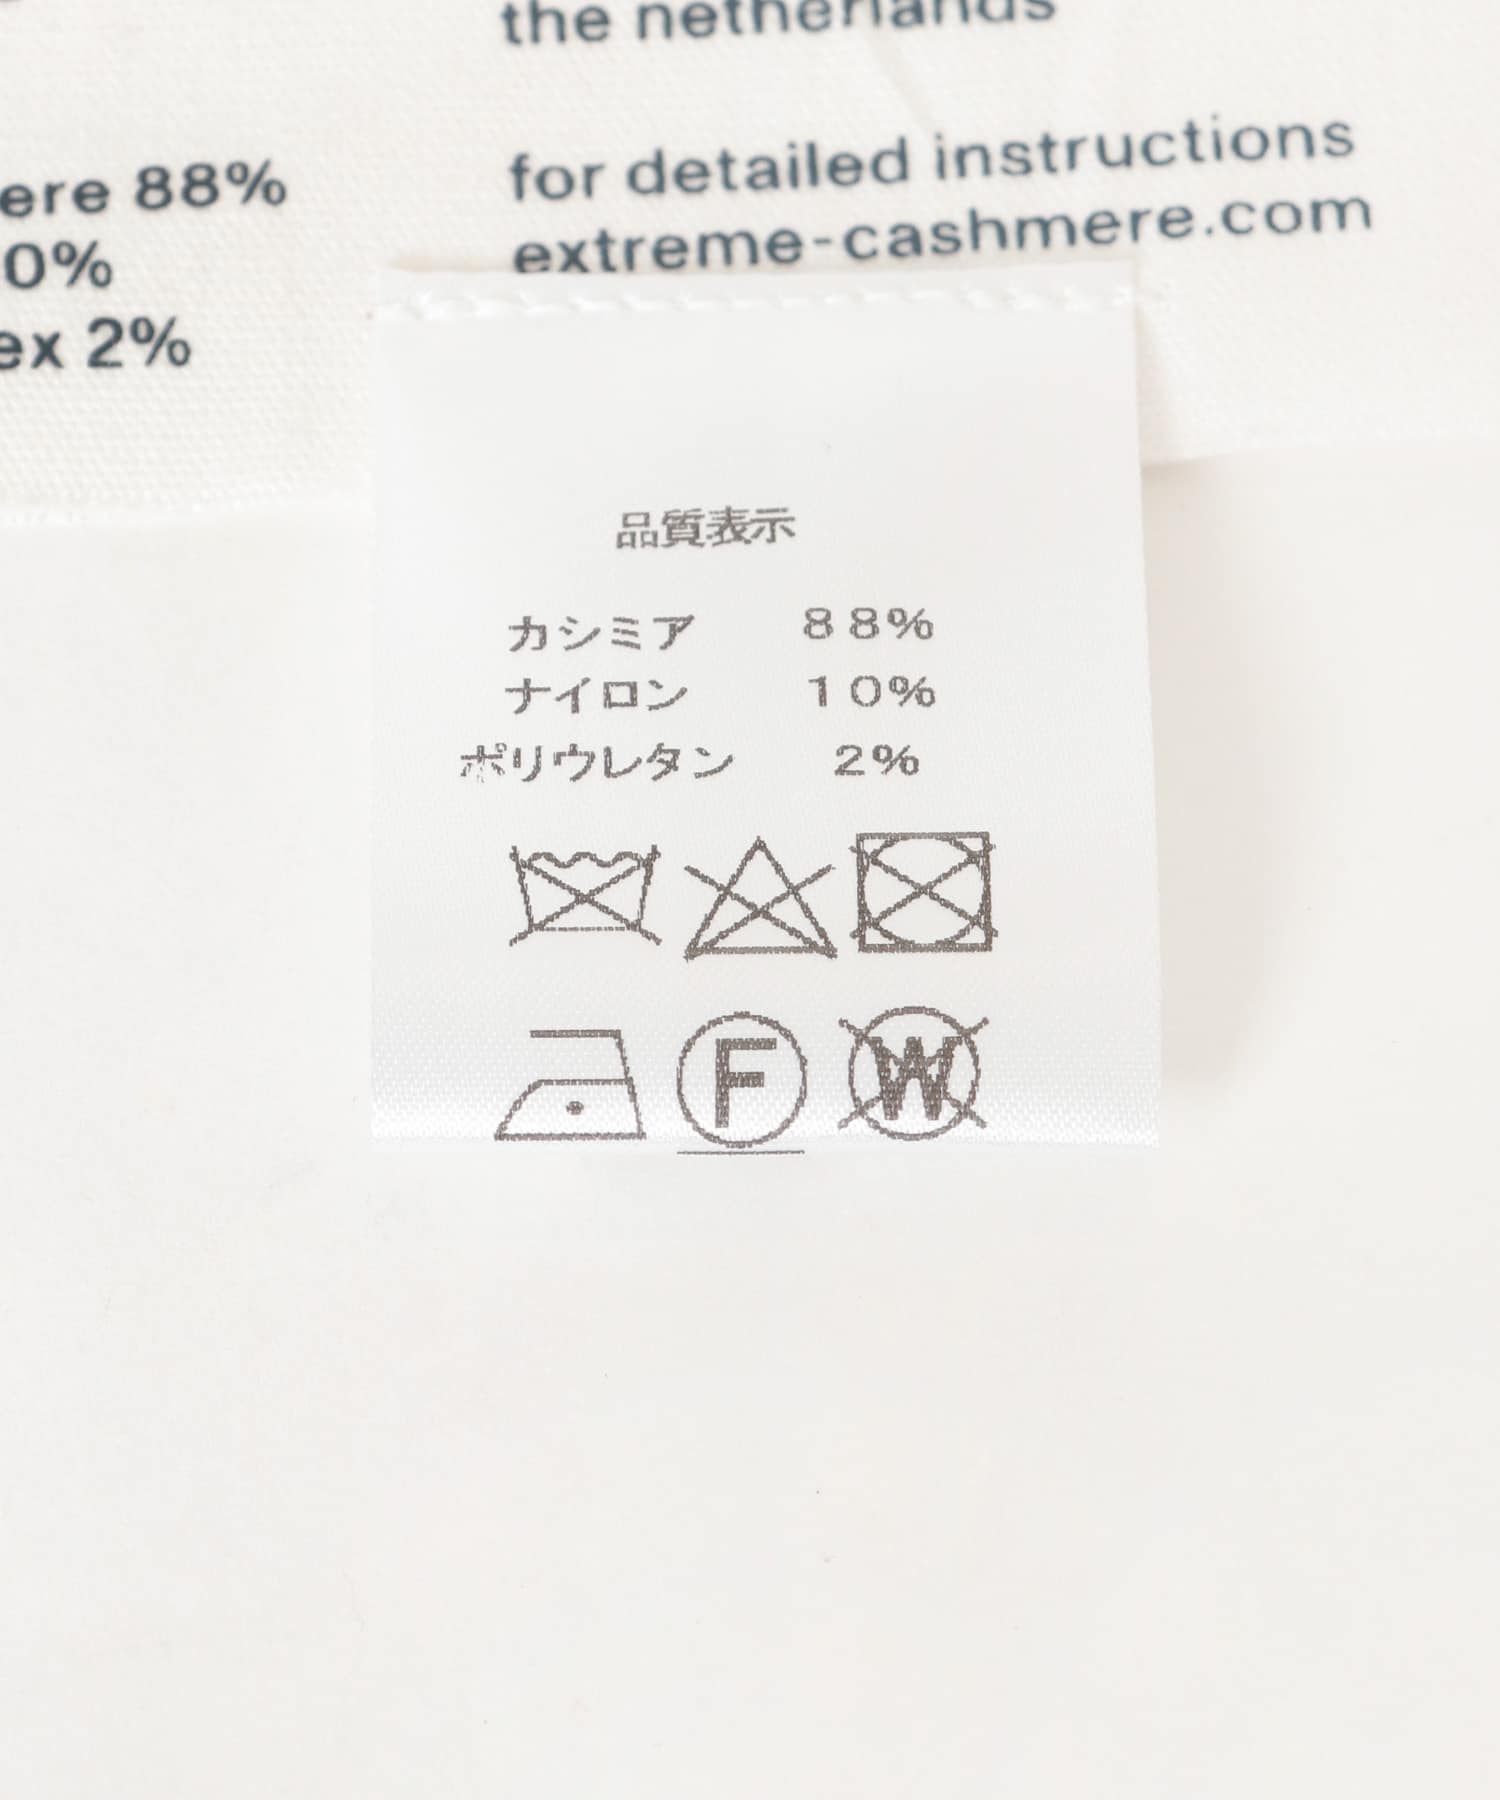 the netherlands
ere 88%
0%
ex 2%
for detailed instructions
extreme-cashmere.com
品質表示
カシミア 88%
ナイロン 10%
ポリウレタン 2%
F W